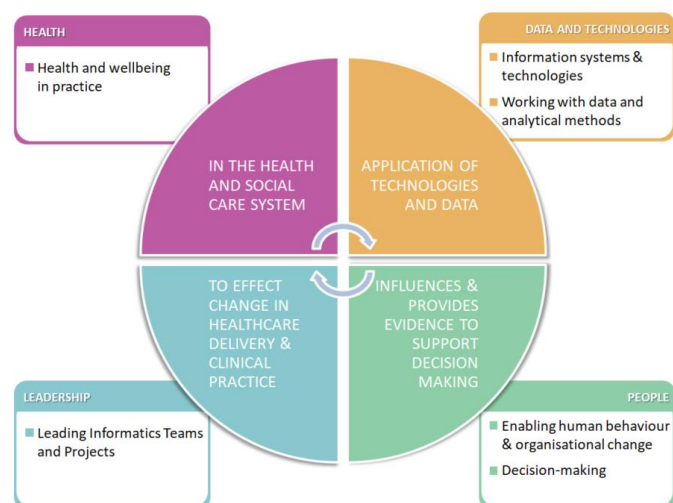 HEALTH
Health and wellbeing
in practice
DATA AND TECHNOLOGIES
Information systems &
technologies
Working with data and
analytical methods
IN THE HEALTH
AND SOCIAL
CARE SYSTEM
APPLICATION OF
TECHNOLOGIES
AND DATA
TO EFFECT
CHANGE IN
HEALTHCARE
DELIVERY &
CLINICAL
PRACTICE
INFLUENCES &
PROVIDES
EVIDENCE TO
SUPPORT
DECISION
MAKING
LEADERSHIP
Leading Informatics Teams
and Projects
PEOPLE
Enabling human behaviour
& organisational change
Decision-making